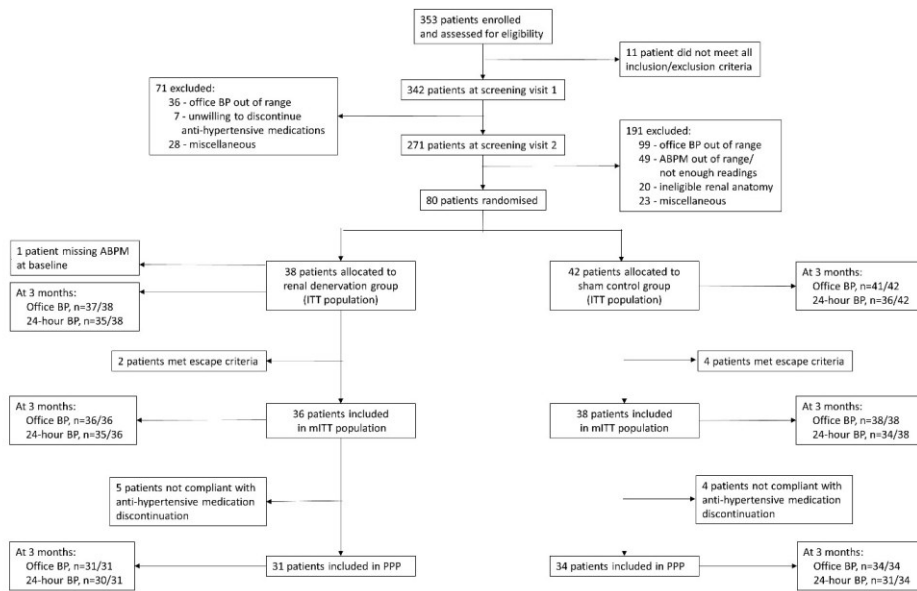 353 patients enrolled
and assessed for eligibility
11 patient did not meet all
inclusion/exclusion criteria
342 patients at screening visit 1
71 excluded:
36 - office BP out of range
7 - unwilling to discontinue
anti-hypertensive medications
28 - miscellaneous
271 patients at screening visit 2
191 excluded:
99 - office BP out of range
49 - ABPM out of range/
not enough readings
20 - ineligible renal anatomy
23 - miscellaneous
80 patients randomised
1 patient missing ABPM
at baseline
38 patients allocated to
renal denervation group
(ITT population)
42 patients allocated to
sham control group
(ITT population)
At 3 months:
Office BP, n=37/38
24-hour BP, n=35/38
At 3 months:
Office BP, n=41/42
24-hour BP, n=36/42
2 patients met escape criteria
4 patients met escape criteria
At 3 months:
Office BP, n=36/36
24-hour BP, n=35/36
36 patients included
in mITT population
38 patients included
in mITT population
At 3 months:
Office BP, n=38/38
24-hour BP, n=34/38
5 patients not compliant with
anti-hypertensive medication
discontinuation
4 patients not compliant with
anti-hypertensive medication
discontinuation
At 3 months:
Office BP, n=31/31
24-hour BP, n=30/31
31 patients included in PPP
34 patients included in PPP
At 3 months:
Office BP, n=34/34
24-hour BP, n=31/34